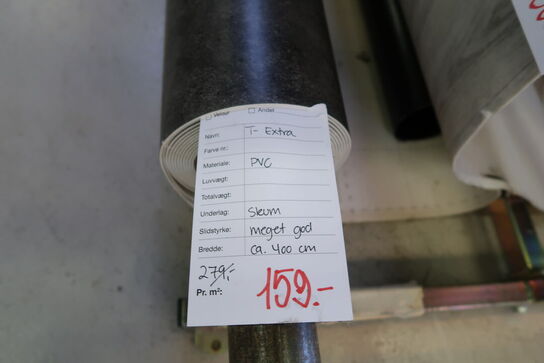 Velour Andet
Navn: T- Extra
Farve nr.:
Materiale: PVC
Luvvægt:
Totalvægt:
Underlag: Skum
Slidstyrke: meget god
Bredde: ca. 400 cm
279,-
Pr. m²: 159.-